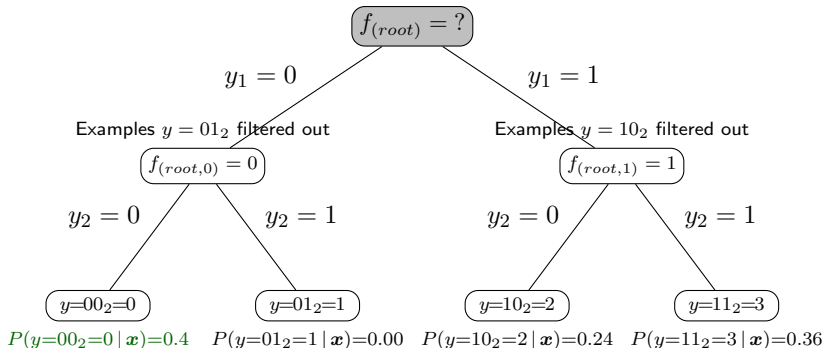 f(root) = ?
y₁ = 0
y₁ = 1
Examples y = 01₂ filtered out
Examples y = 10₂ filtered out
f(root,0) = 0
f(root,1) = 1
y₂ = 0
y₂ = 1
y₂ = 0
y₂ = 1
y=00₂=0
y=01₂=1
y=10₂=2
y=11₂=3
P(y=00₂=0 | x)=0.4
P(y=01₂=1 | x)=0.00
P(y=10₂=2 | x)=0.24
P(y=11₂=3 | x)=0.36